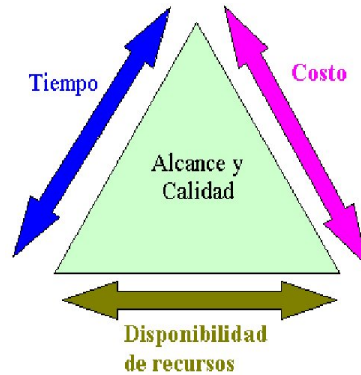 Tiempo
Costo
Alcance y
Calidad
Disponibilidad
de recursos